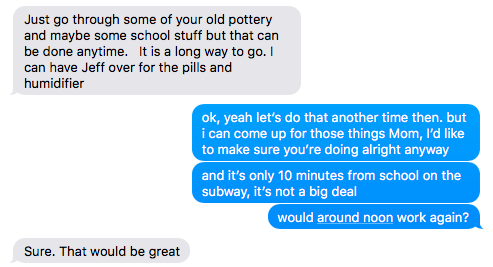 Just go through some of your old pottery
and maybe some school stuff but that can
be done anytime.   It is a long way to go. I
can have Jeff over for the pills and
humidifier
ok, yeah let's do that another time then. but
i can come up for those things Mom, I'd like
to make sure you're doing alright anyway
and it's only 10 minutes from school on the
subway, it's not a big deal
would around noon work again?
Sure. That would be great